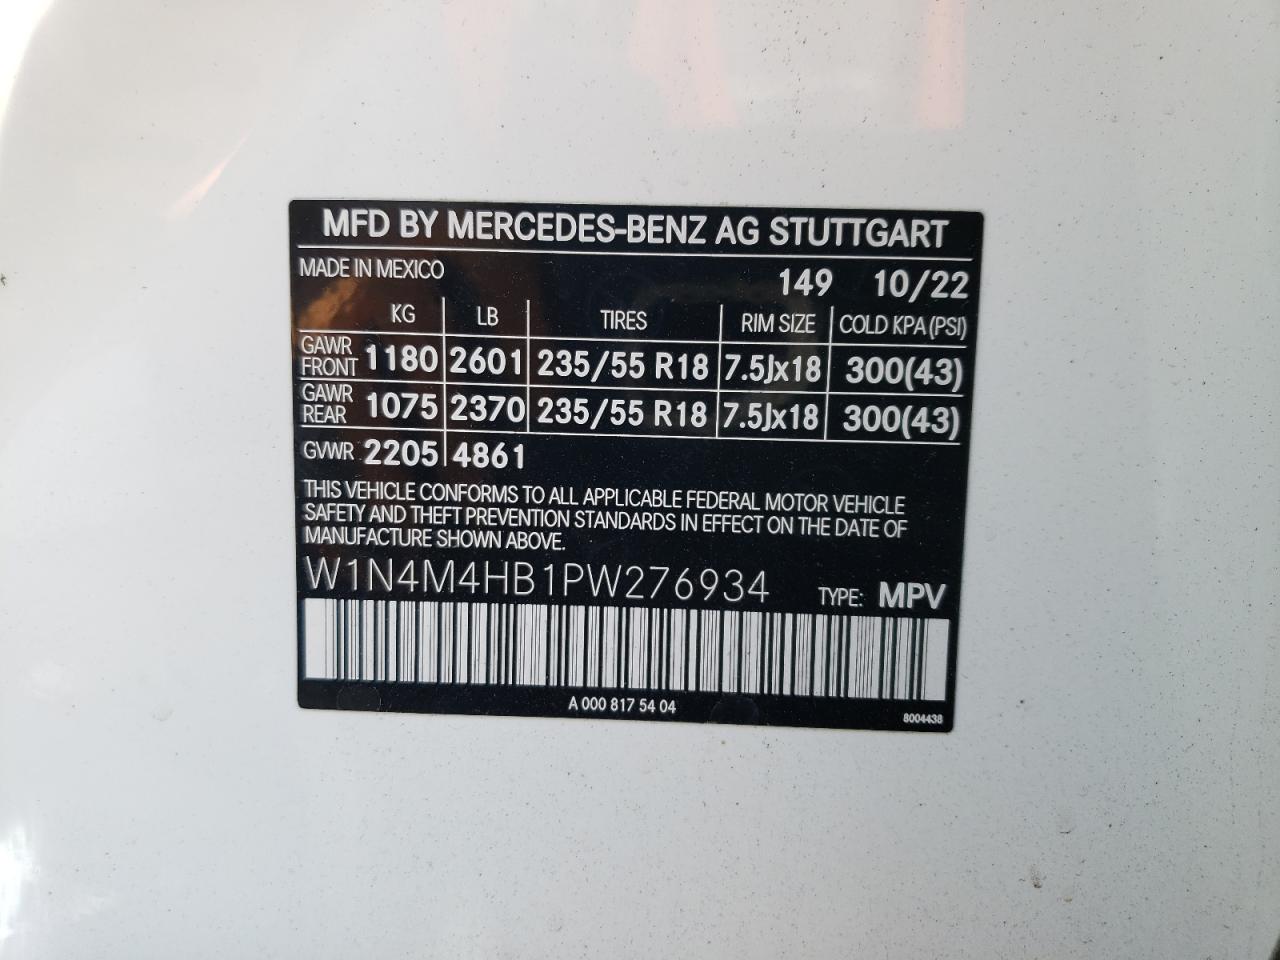 MFD BY MERCEDES-BENZ AG STUTTGART
MADE IN MEXICO 149 10/22
KG LB TIRES RIM SIZE COLD KPA (PSI)
GAWR FRONT 1180 2601 235/55 R18 7.5Jx18 300(43)
GAWR REAR 1075 2370 235/55 R18 7.5Jx18 300(43)
GVWR 2205 4861
THIS VEHICLE CONFORMS TO ALL APPLICABLE FEDERAL MOTOR VEHICLE
SAFETY AND THEFT PREVENTION STANDARDS IN EFFECT ON THE DATE OF
MANUFACTURE SHOWN ABOVE.
W1N4M4HB1PW276934 TYPE: MPV
A 000 817 54 04
8004438